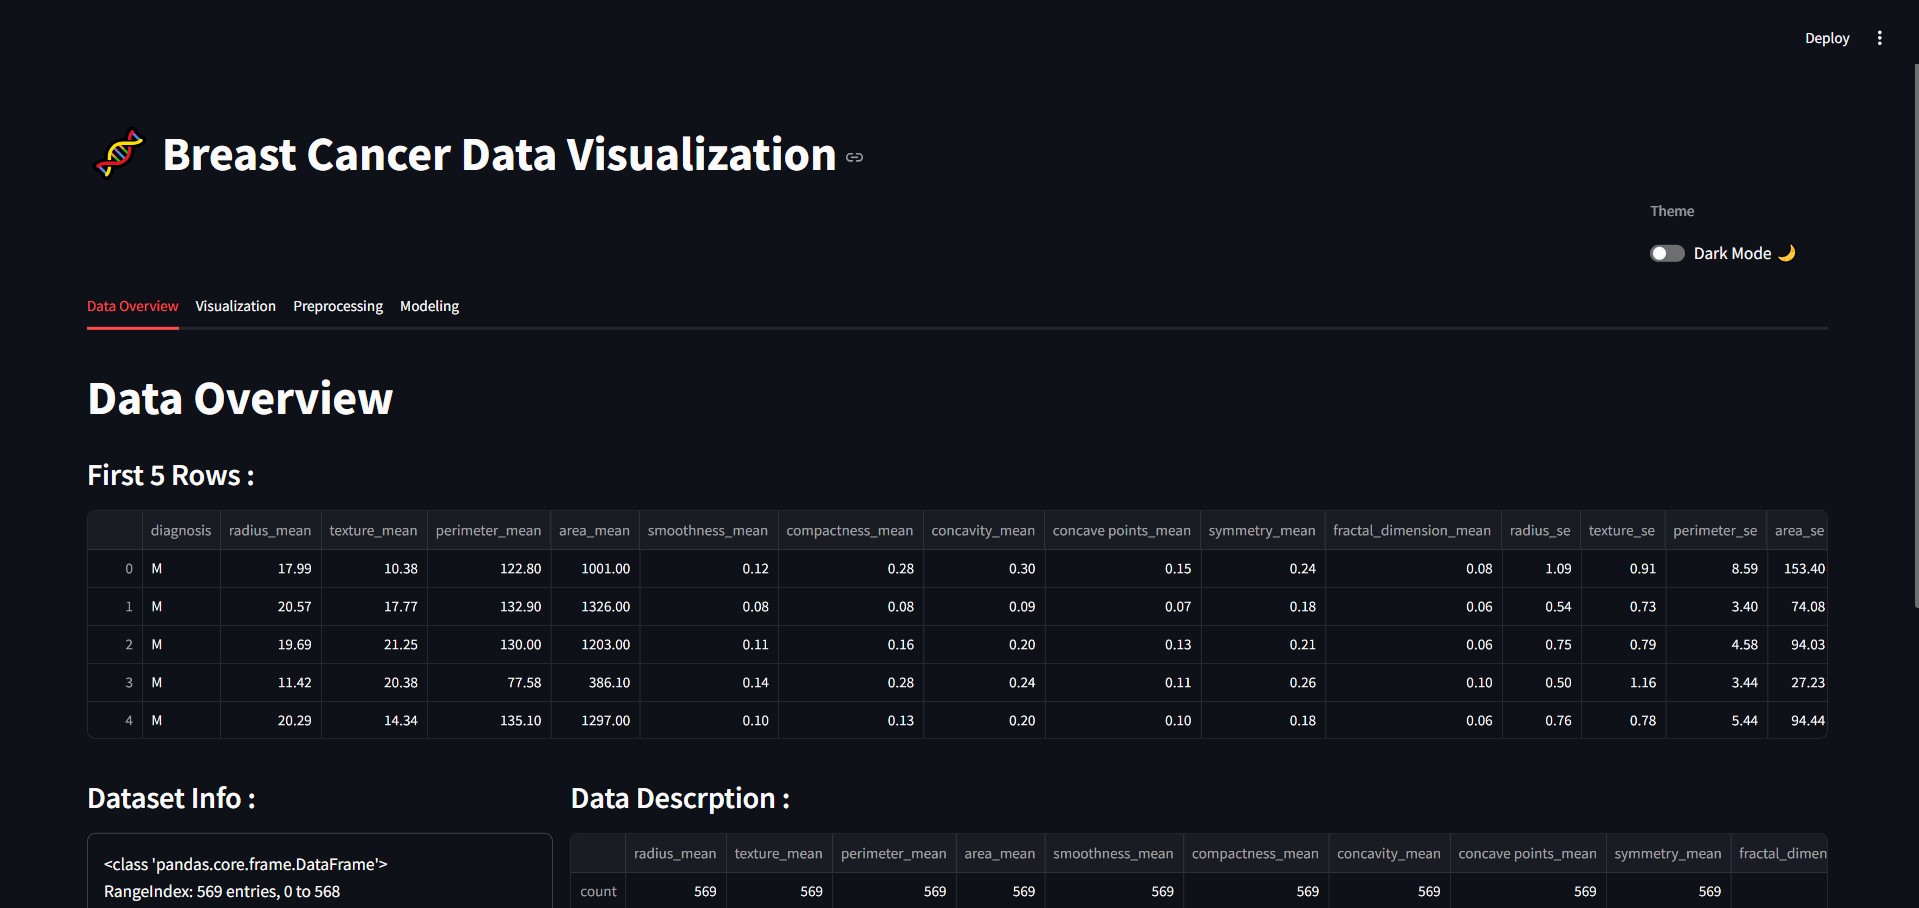 Deploy
Breast Cancer Data Visualization
Theme
Dark Mode
Data Overview Visualization Preprocessing Modeling
Data Overview
First 5 Rows :
diagnosis radius_mean texture_mean perimeter_mean area_mean smoothness_mean compactness_mean concavity_mean concave points_mean symmetry_mean fractal_dimension_mean radius_se texture_se perimeter_se area_se
0 M 17.99 10.38 122.80 1001.00 0.12 0.28 0.30 0.15 0.24 0.08 1.09 0.91 8.59 153.40
1 M 20.57 17.77 132.90 1326.00 0.08 0.08 0.09 0.07 0.18 0.06 0.54 0.73 3.40 74.08
2 M 19.69 21.25 130.00 1203.00 0.11 0.16 0.20 0.13 0.21 0.06 0.75 0.79 4.58 94.03
3 M 11.42 20.38 77.58 386.10 0.14 0.28 0.24 0.11 0.26 0.10 0.50 1.16 3.44 27.23
4 M 20.29 14.34 135.10 1297.00 0.10 0.13 0.20 0.10 0.18 0.06 0.76 0.78 5.44 94.44
Dataset Info : Data Descrption :
<class 'pandas.core.frame.DataFrame'>
RangeIndex: 569 entries, 0 to 568
radius_mean texture_mean perimeter_mean area_mean smoothness_mean compactness_mean concavity_mean concave points_mean symmetry_mean fractal_dimen
count 569 569 569 569 569 569 569 569 569